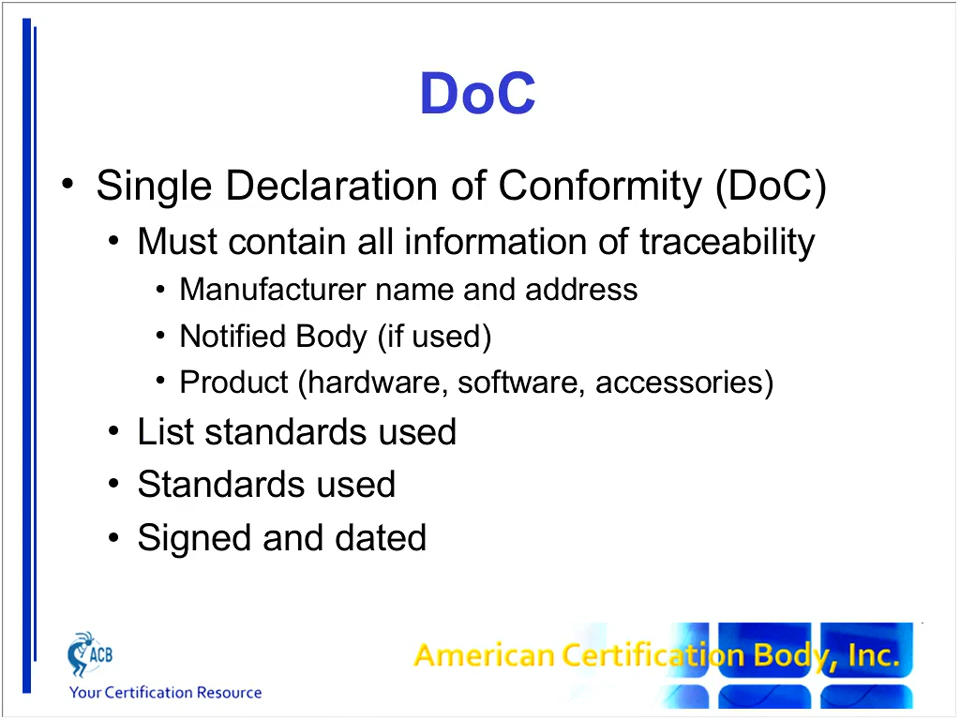 DoC
• Single Declaration of Conformity (DoC)
• Must contain all information of traceability
• Manufacturer name and address
• Notified Body (if used)
• Product (hardware, software, accessories)
• List standards used
• Standards used
• Signed and dated
ACB
American Certification Body, Inc.
Your Certification Resource